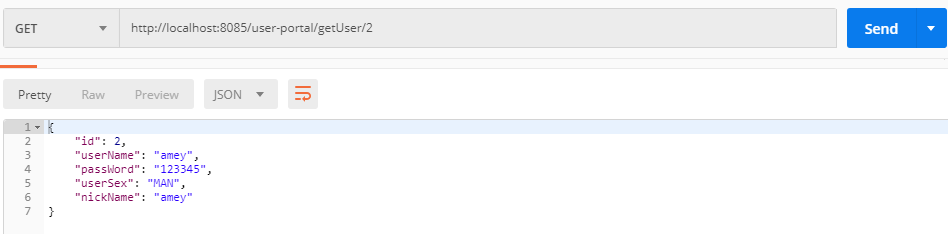 GET http://localhost:8085/user-portal/getUser/2 Send
Pretty Raw Preview JSON
1 {
2 "id": 2,
3 "userName": "amey",
4 "passWord": "123345",
5 "userSex": "MAN",
6 "nickName": "amey"
7 }